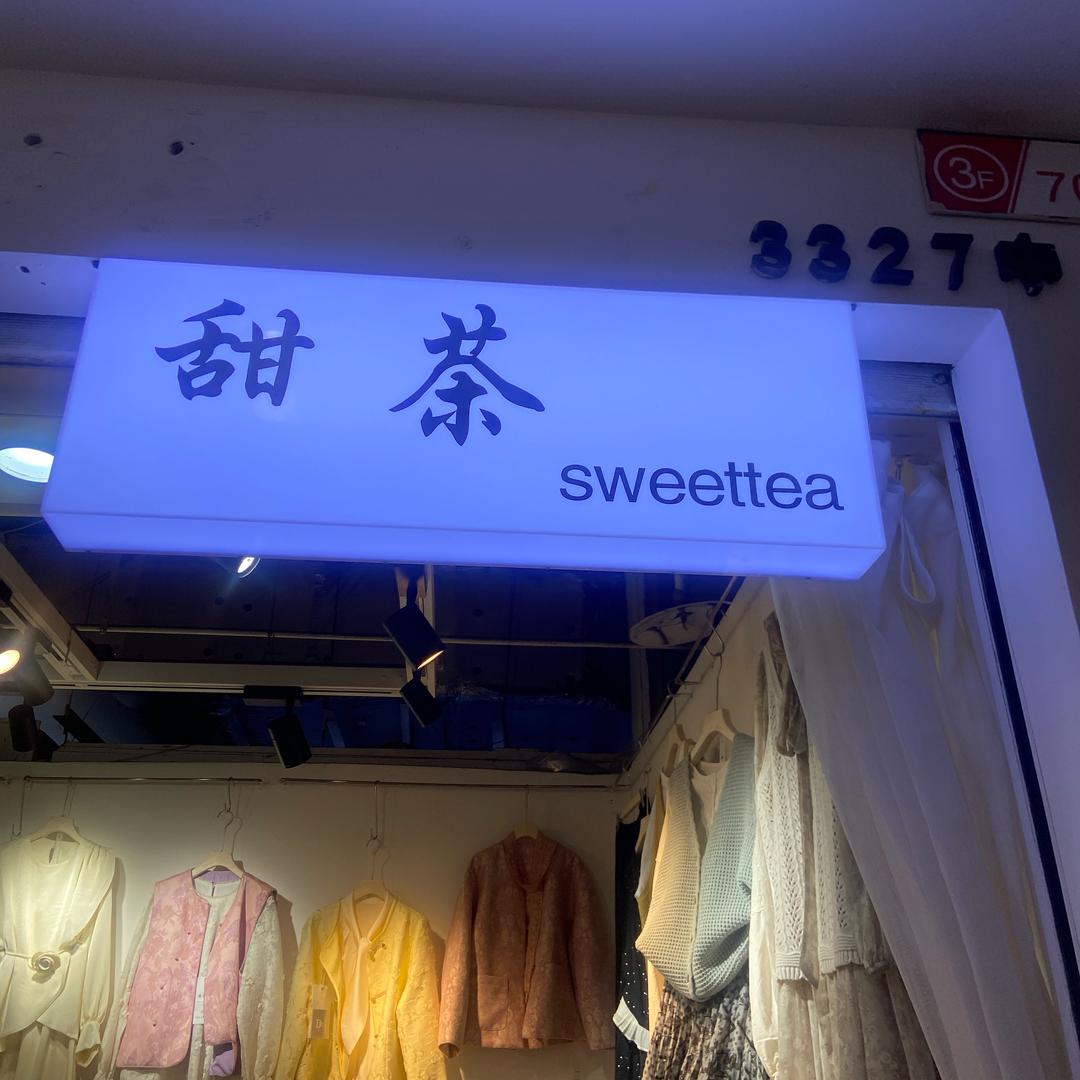 3F
3327
甜 茶
sweettea